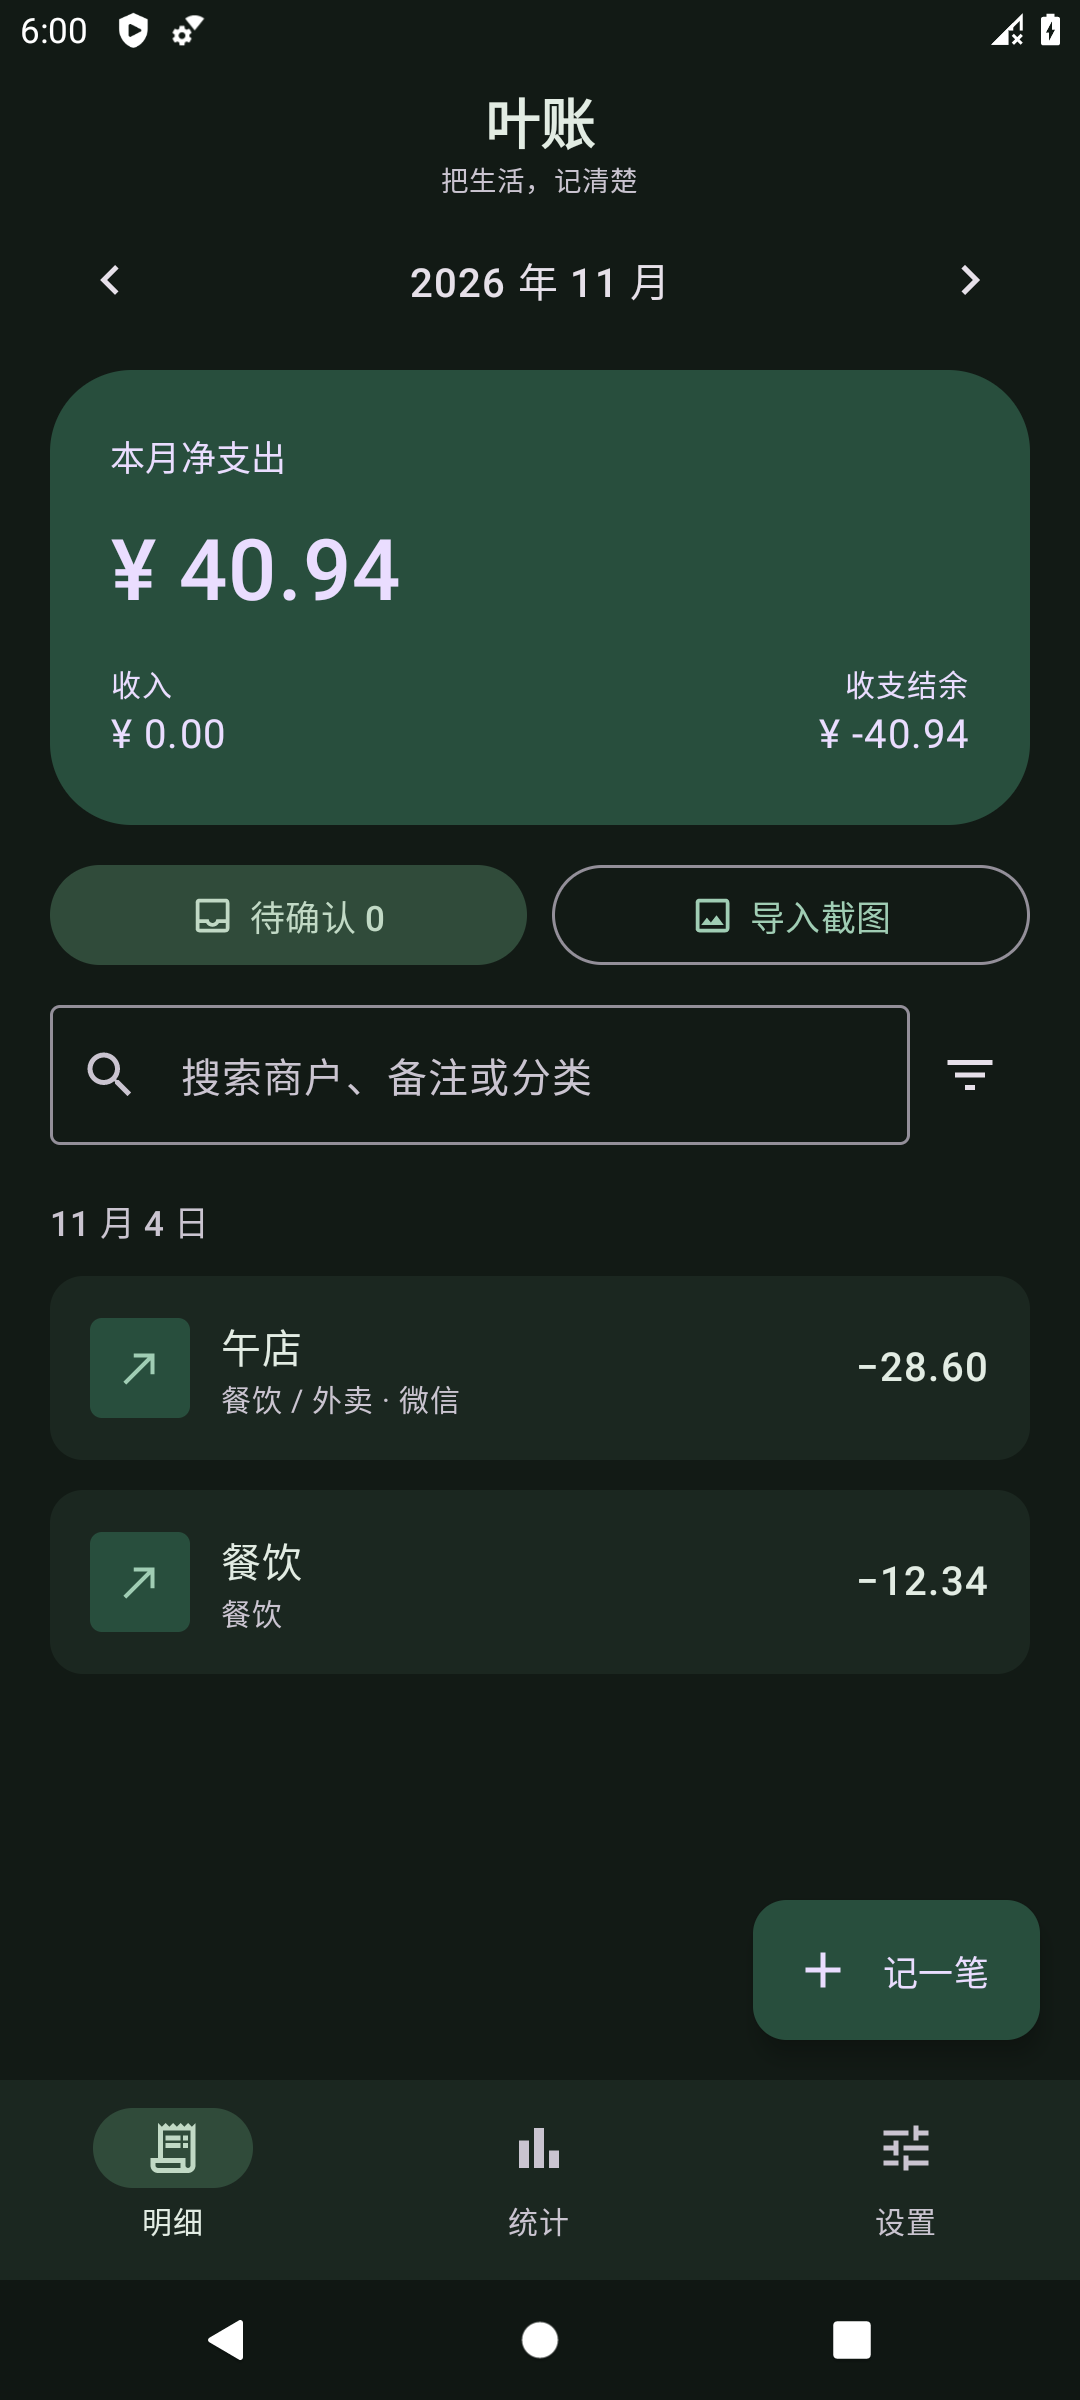 6:00
叶账
把生活，记清楚
2026 年 11 月
本月净支出
¥ 40.94
收入
收支结余
¥ 0.00
¥ -40.94
待确认 0
导入截图
搜索商户、备注或分类
11 月 4 日
午店
餐饮 / 外卖 · 微信
−28.60
餐饮
餐饮
−12.34
记一笔
明细
统计
设置